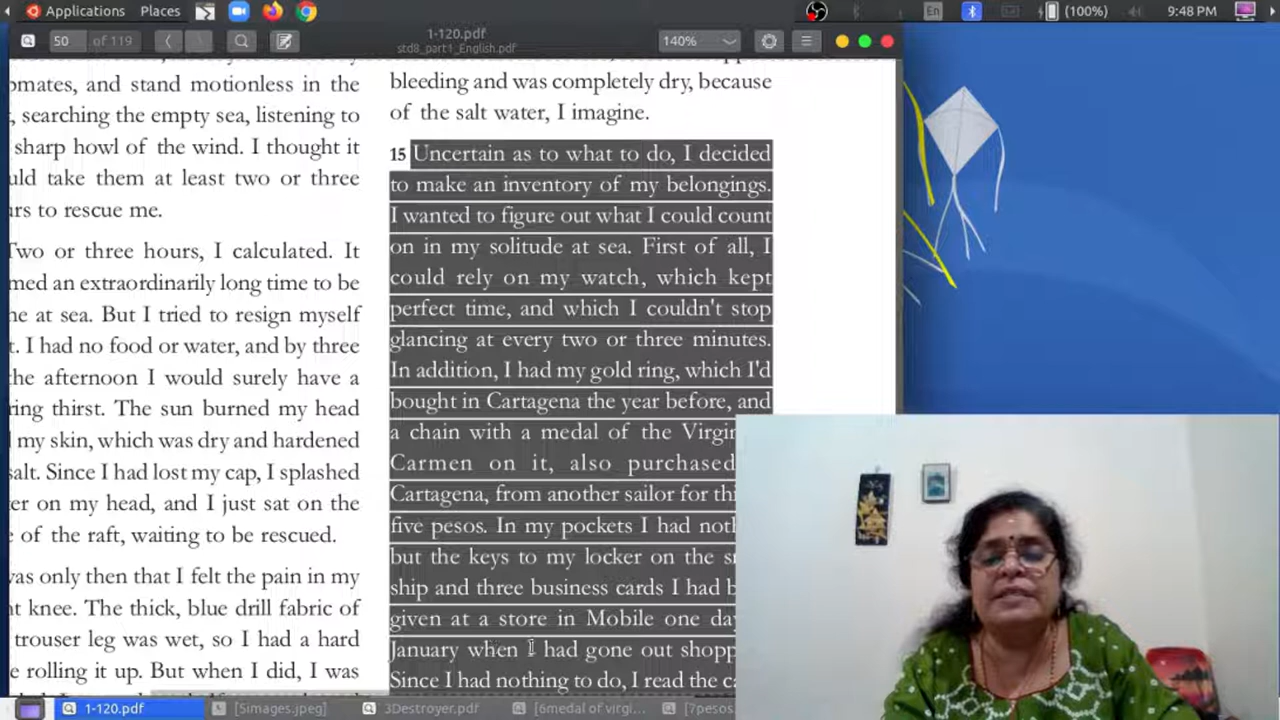 Applications Places
En
(100%)
9:48 PM
50 of 119
1-120.pdf
std8_part1_English.pdf
140%
and stand motionless in the
searching the empty sea, listening to
sharp howl of the wind. I thought it
take them at least two or three
to rescue me.
Two or three hours, I calculated. It
an extraordinarily long time to be
at sea. But I tried to resign myself
I had no food or water, and by three
the afternoon I would surely have a
thirst. The sun burned my head
my skin, which was dry and hardened
salt. Since I had lost my cap, I splashed
on my head, and I just sat on the
of the raft, waiting to be rescued.
was only then that I felt the pain in my
knee. The thick, blue drill fabric of
trouser leg was wet, so I had a hard
rolling it up. But when I did, I was
bleeding and was completely dry, because
of the salt water, I imagine.
15 Uncertain as to what to do, I decided
to make an inventory of my belongings.
I wanted to figure out what I could count
on in my solitude at sea. First of all, I
could rely on my watch, which kept
perfect time, and which I couldn't stop
glancing at every two or three minutes.
In addition, I had my gold ring, which I'd
bought in Cartagena the year before, and
a chain with a medal of the
Carmen on it, also purchased
Cartagena, from another sailor for
five pesos. In my pockets I had
but the keys to my locker on the
ship and three business cards I had
given at a store in Mobile one
January when I had gone out
Since I had nothing to do, I read the
1-120.pdf
[5images.jpeg]
3Destroyer.pdf
[6medal of virgi...
[7pesos.